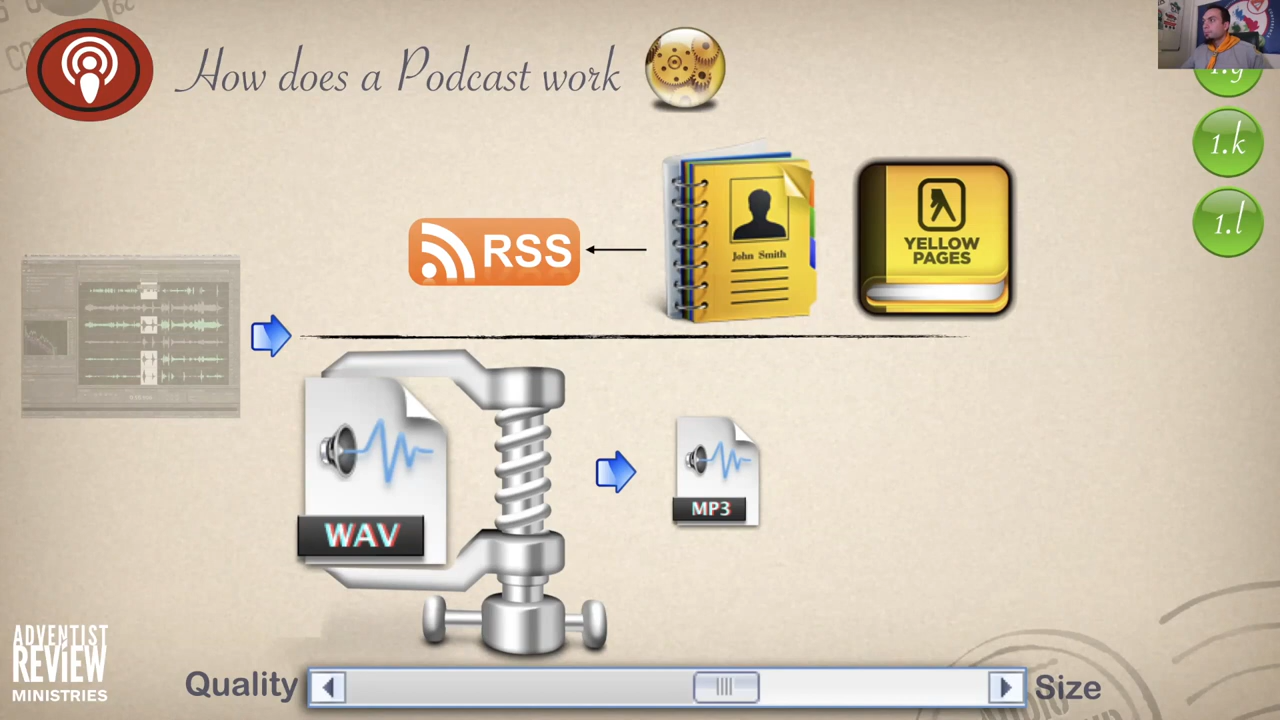 How does a Podcast work
1.k
1.l
RSS
John Smith
YELLOW
PAGES
WAV
MP3
ADVENTIST
REVIEW
MINISTRIES
Quality
Size